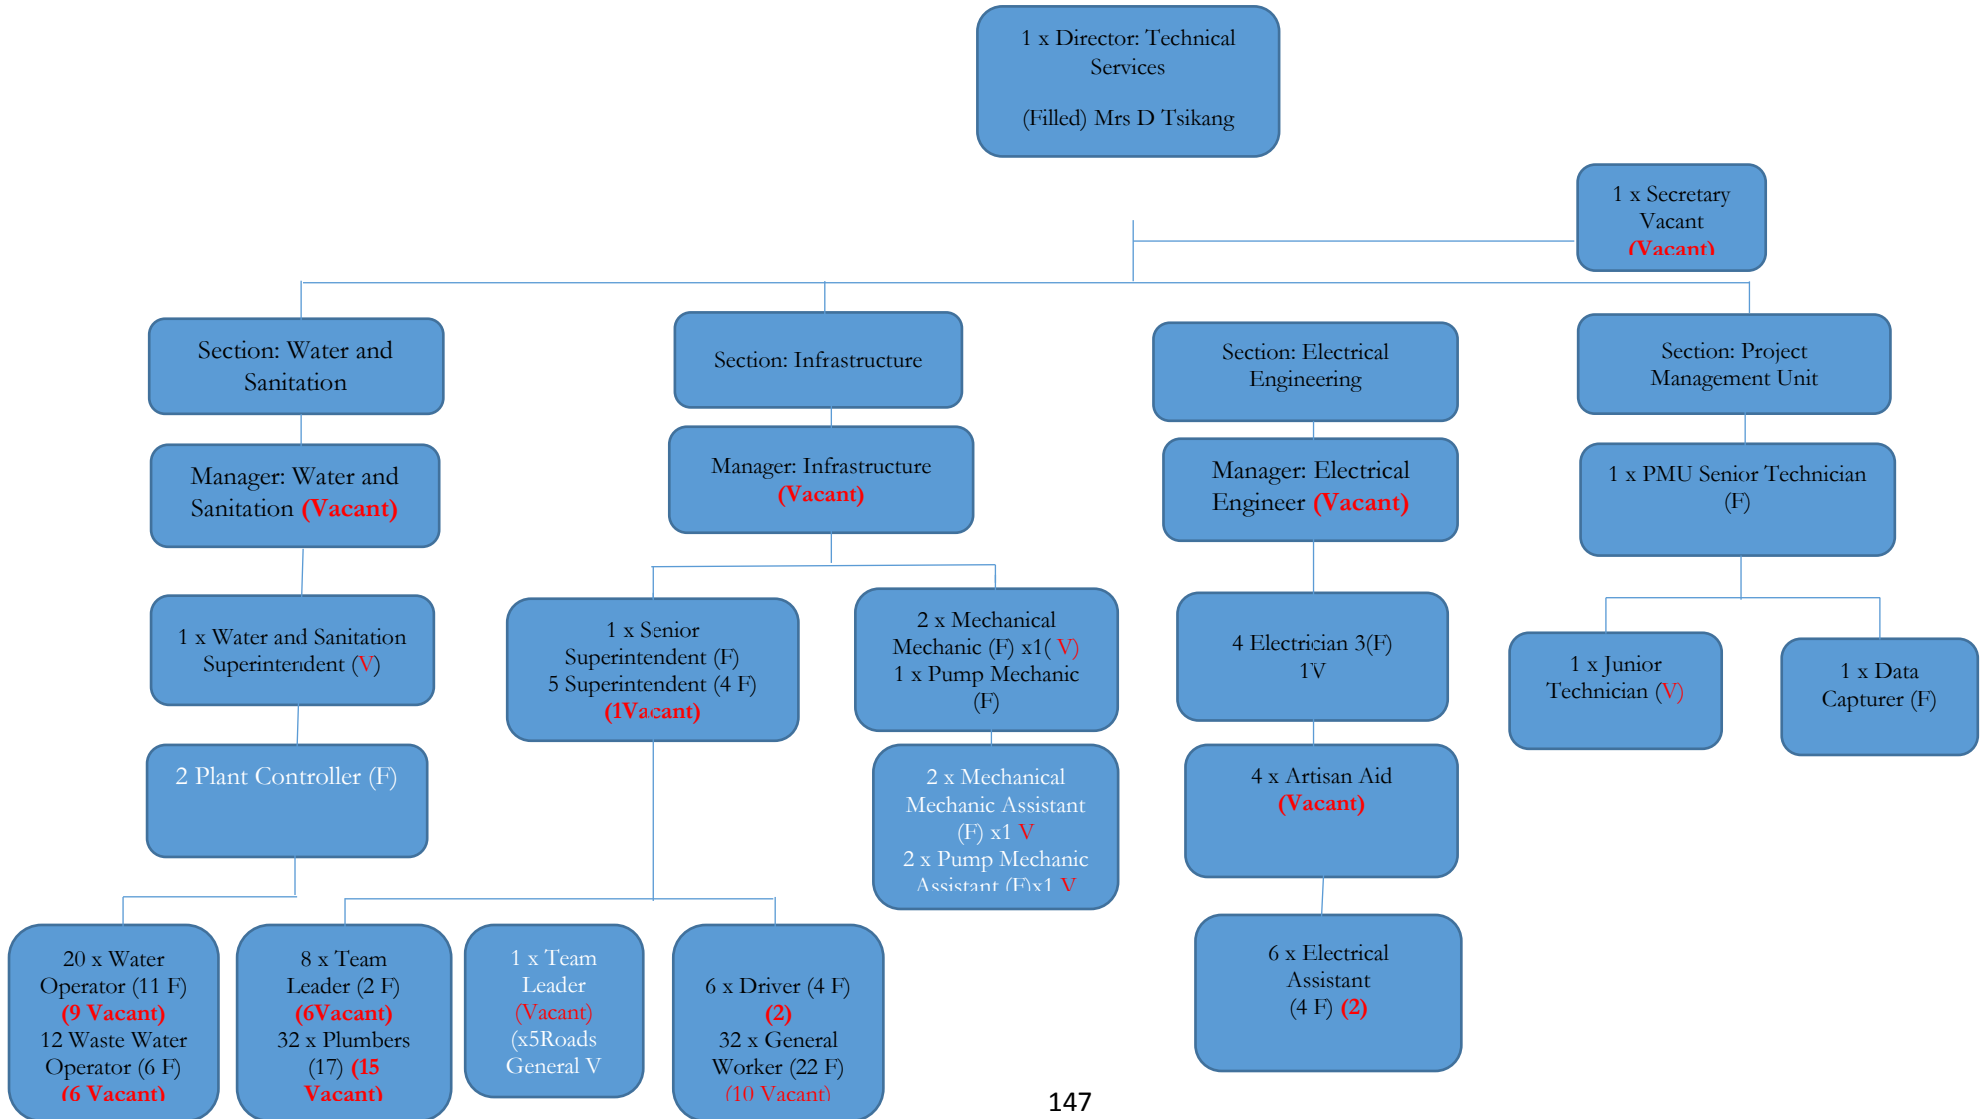 1 x Director: Technical
Services
(Filled) Mrs D Tsikang
1 x Secretary
Vacant
(Vacant)
Section: Water and
Sanitation
Section: Infrastructure
Section: Electrical
Engineering
Section: Project
Management Unit
Manager: Water and
Sanitation (Vacant)
Manager: Infrastructure
(Vacant)
Manager: Electrical
Engineer (Vacant)
1 x PMU Senior Technician
(F)
1 x Water and Sanitation
Superintendent (V)
1 x Senior
Superintendent (F)
5 Superintendent (4 F)
(1Vacant)
2 x Mechanical
Mechanic (F) x1( V)
1 x Pump Mechanic
(F)
4 Electrician 3(F)
1V
1 x Junior
Technician (V)
1 x Data
Capturer (F)
2 Plant Controller (F)
2 x Mechanical
Mechanic Assistant
(F) x1 V
2 x Pump Mechanic
Assistant (F)x1 V
4 x Artisan Aid
(Vacant)
20 x Water
Operator (11 F)
(9 Vacant)
12 Waste Water
Operator (6 F)
(6 Vacant)
8 x Team
Leader (2 F)
(6Vacant)
32 x Plumbers
(17) (15
Vacant)
1 x Team
Leader
(Vacant)
(x5Roads
General V
6 x Driver (4 F)
(2)
32 x General
Worker (22 F)
(10 Vacant)
6 x Electrical
Assistant
(4 F) (2)
147